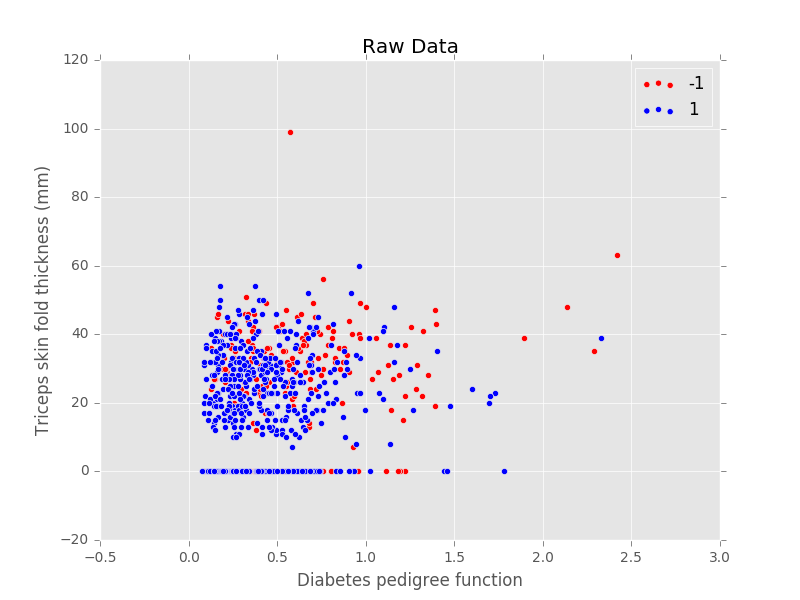 Raw Data
120
100
80
60
40
20
0
−20
−0.5 0.0 0.5 1.0 1.5 2.0 2.5 3.0
Triceps skin fold thickness (mm)
Diabetes pedigree function
-1
1